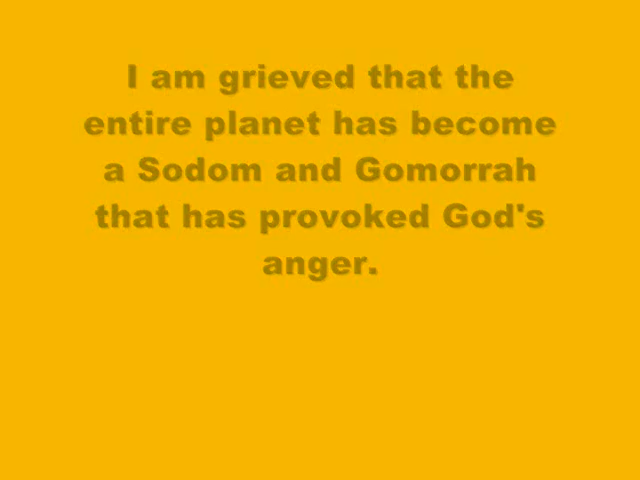 I am grieved that the
entire planet has become
a Sodom and Gomorrah
that has provoked God's
anger.